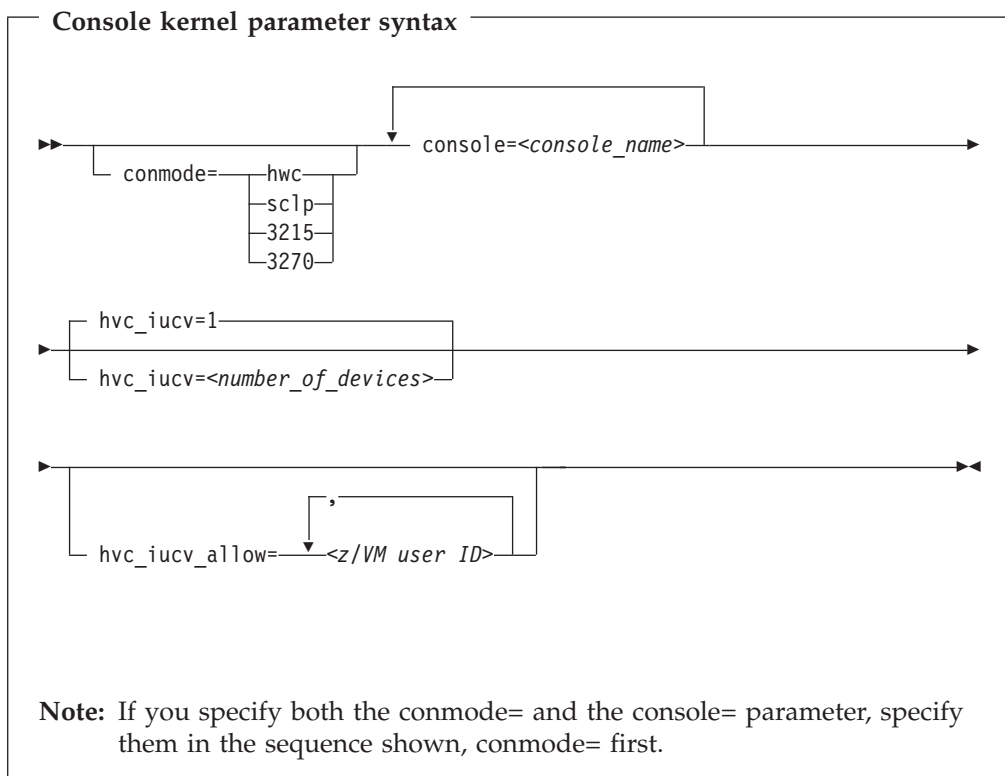 Console kernel parameter syntax
console=<console_name>
conmode= hwc
sclp
3215
3270
hvc_iucv=1
hvc_iucv=<number_of_devices>
,
hvc_iucv_allow= <z/VM user ID>
Note: If you specify both the conmode= and the console= parameter, specify
them in the sequence shown, conmode= first.